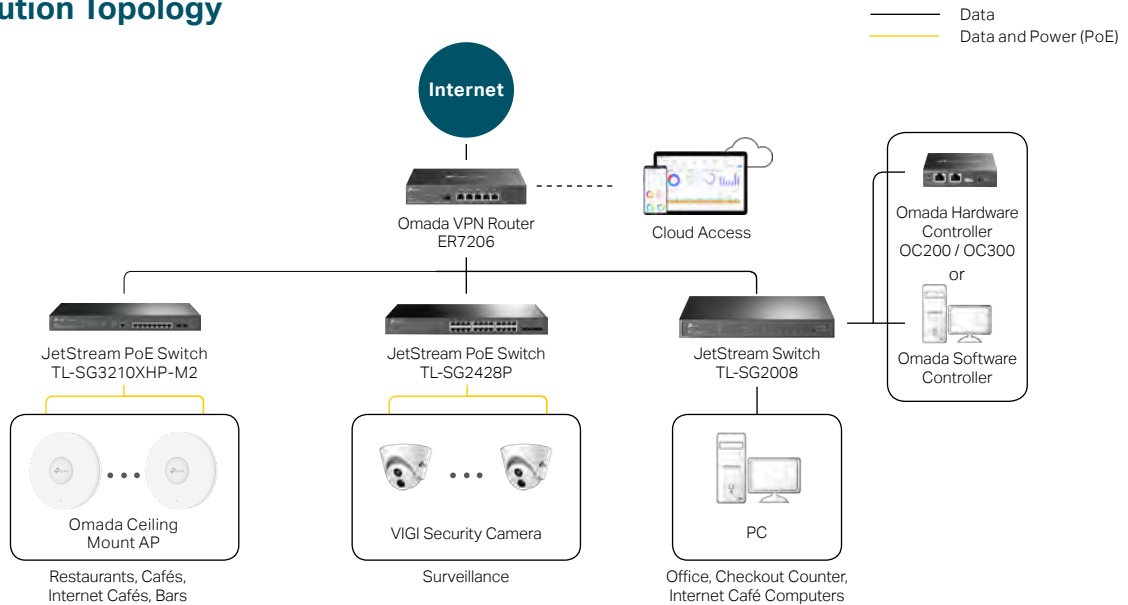 ution Topology
Data
Data and Power (PoE)
Internet
Omada VPN Router
ER7206
Cloud Access
Omada Hardware
Controller
OC200 / OC300
or
Omada Software
Controller
JetStream PoE Switch
TL-SG3210XHP-M2
JetStream PoE Switch
TL-SG2428P
JetStream Switch
TL-SG2008
Omada Ceiling
Mount AP
VIGI Security Camera
PC
Restaurants, Cafés,
Internet Cafés, Bars
Surveillance
Office, Checkout Counter,
Internet Café Computers